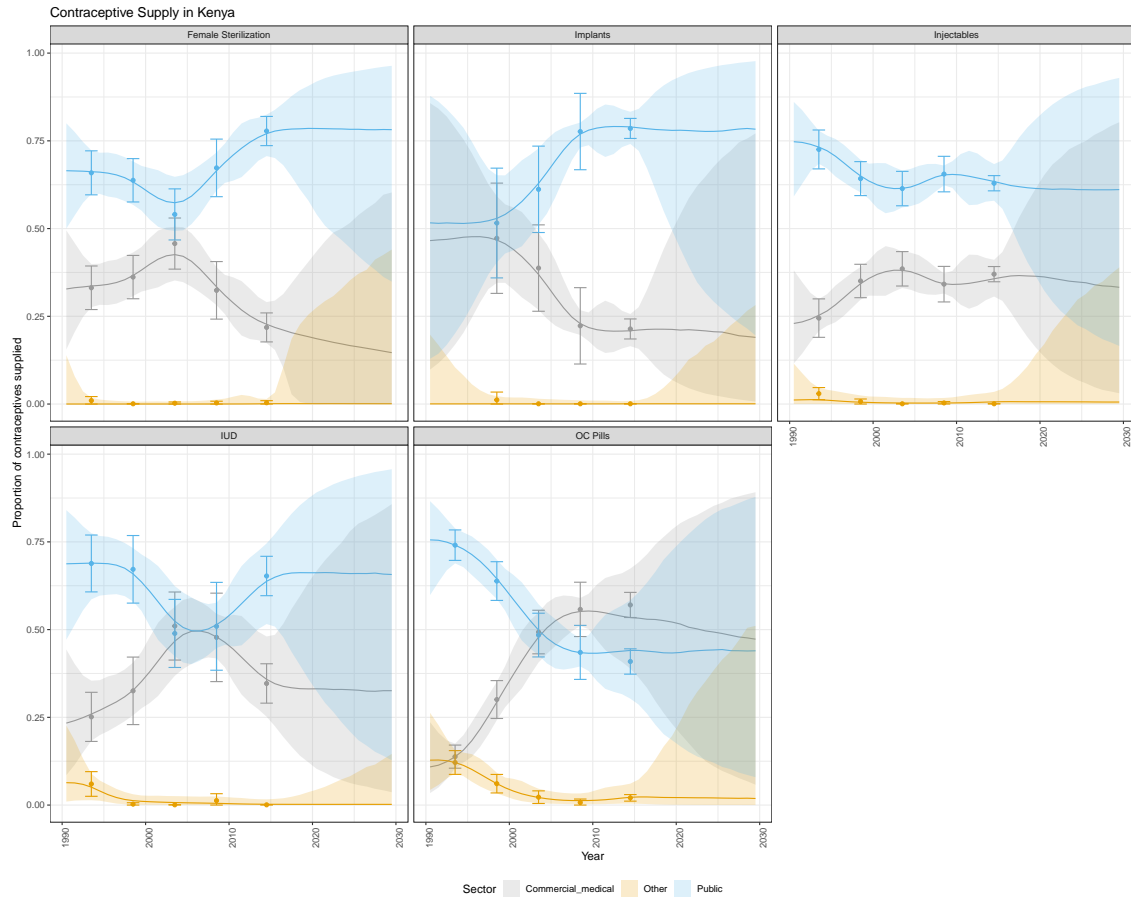 Contraceptive Supply in Kenya
Female Sterilization
Implants
Injectables
1.00
0.75
0.50
0.25
0.00
1990
2000
2010
2020
2030
IUD
OC Pills
1.00
0.75
0.50
0.25
0.00
1990
2000
2010
2020
2030
1990
2000
2010
2020
2030
Proportion of contraceptives supplied
Year
Sector
Commercial_medical
Other
Public